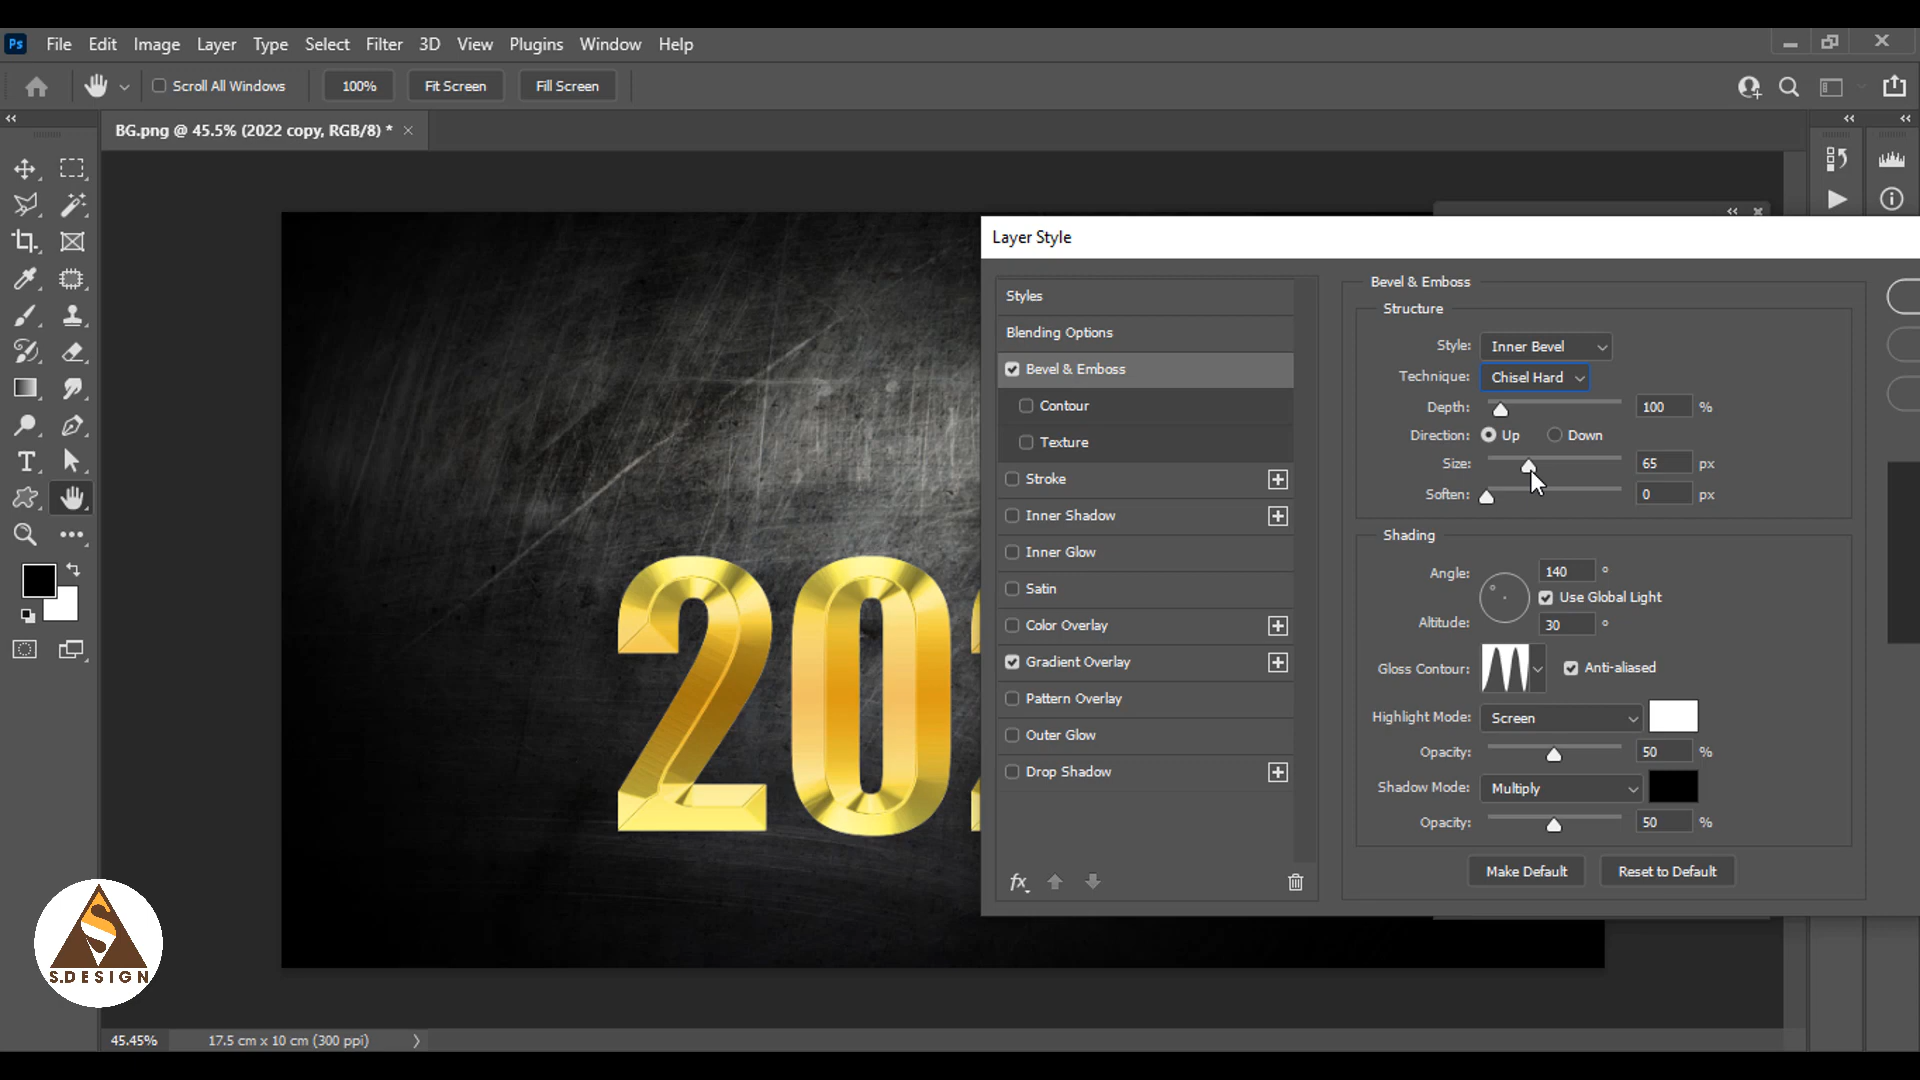 Ps File Edit Image Layer Type Select Filter 3D View Plugins Window Help
Scroll All Windows 100% Fit Screen Fill Screen
BG.png @ 45.5% (2022 copy, RGB/8) *
Layer Style
Styles
Blending Options
Bevel & Emboss
Contour
Texture
Stroke
Inner Shadow
Inner Glow
Satin
Color Overlay
Gradient Overlay
Pattern Overlay
Outer Glow
Drop Shadow
fx
Bevel & Emboss
Structure
Style: Inner Bevel
Technique: Chisel Hard
Depth: 100 %
Direction: Up Down
Size: 65 px
Soften: 0 px
Shading
Angle: 140 °
Use Global Light
Altitude: 30 °
Gloss Contour: Anti-aliased
Highlight Mode: Screen
Opacity: 50 %
Shadow Mode: Multiply
Opacity: 50 %
Make Default Reset to Default
20
S.DESIGN
45.45% 17.5 cm x 10 cm (300 ppi)